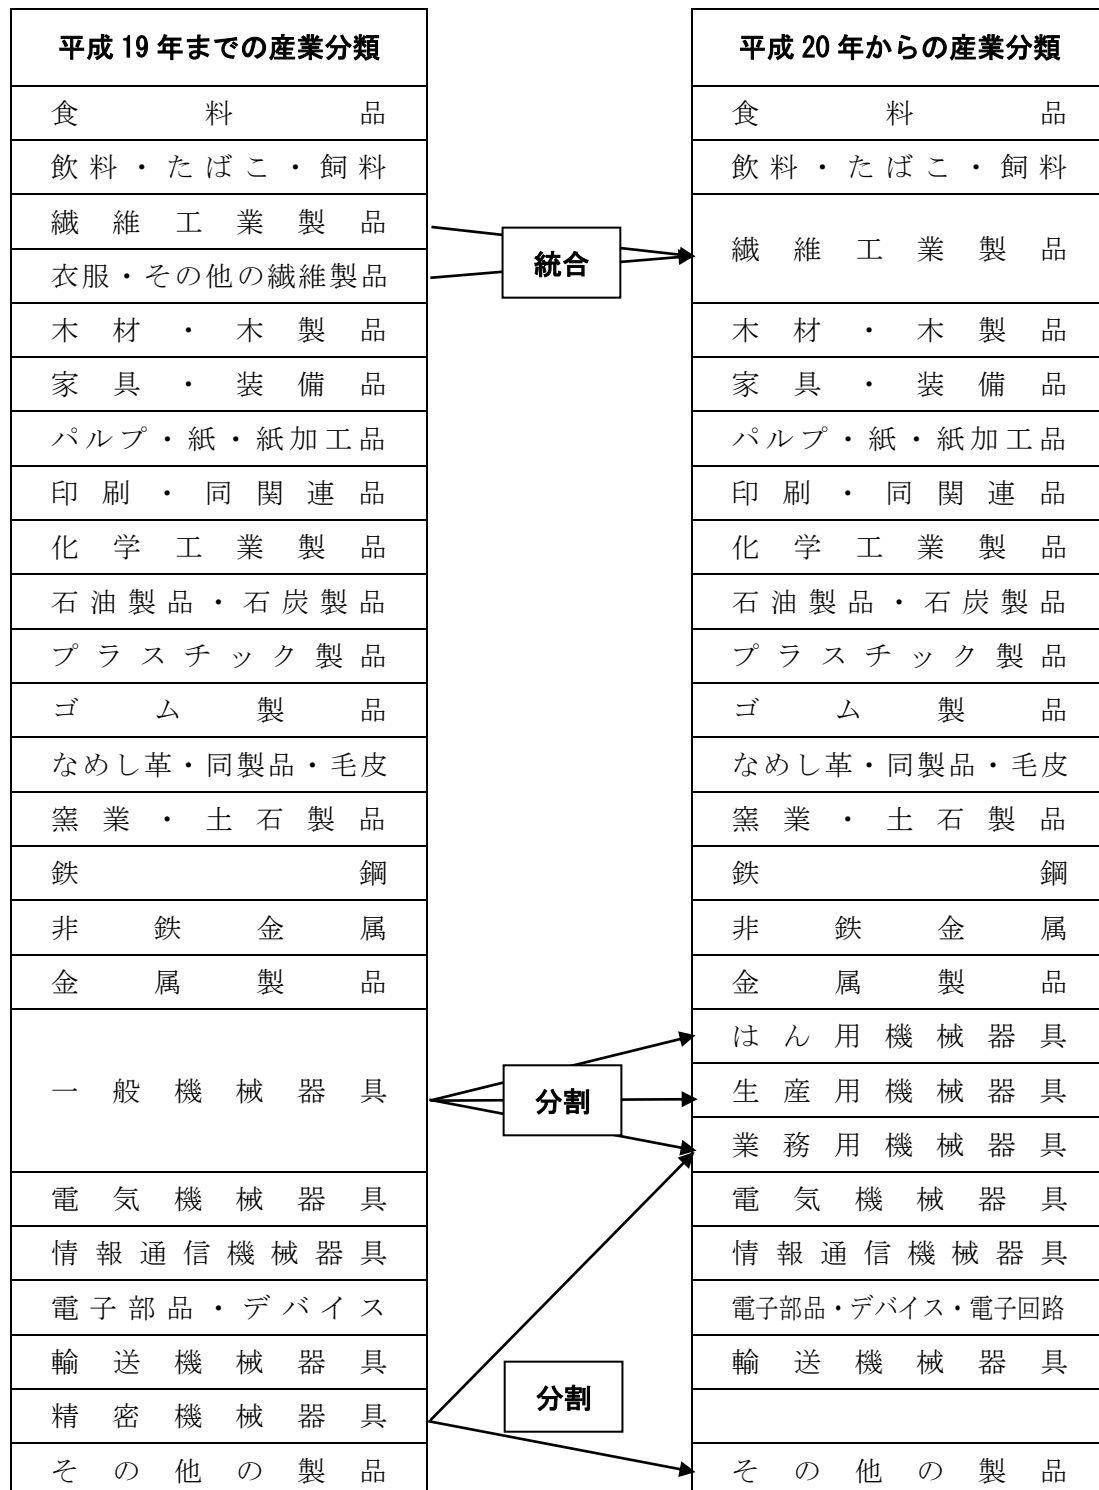 平成 19 年までの産業分類
食料品
飲料・たばこ・飼料
繊維工業製品
衣服・その他の繊維製品
木材・木製品
家具・装備品
パルプ・紙・紙加工品
印刷・同関連品
化学工業製品
石油製品・石炭製品
プラスチック製品
ゴム製品
なめし革・同製品・毛皮
窯業・土石製品
鉄鋼
非鉄金属
金属製品
一般機械器具
電気機械器具
情報通信機械器具
電子部品・デバイス
輸送機械器具
精密機械器具
その他の製品
統合
分割
分割
平成 20 年からの産業分類
食料品
飲料・たばこ・飼料
繊維工業製品
木材・木製品
家具・装備品
パルプ・紙・紙加工品
印刷・同関連品
化学工業製品
石油製品・石炭製品
プラスチック製品
ゴム製品
なめし革・同製品・毛皮
窯業・土石製品
鉄鋼
非鉄金属
金属製品
はん用機械器具
生産用機械器具
業務用機械器具
電気機械器具
情報通信機械器具
電子部品・デバイス・電子回路
輸送機械器具
その他の製品